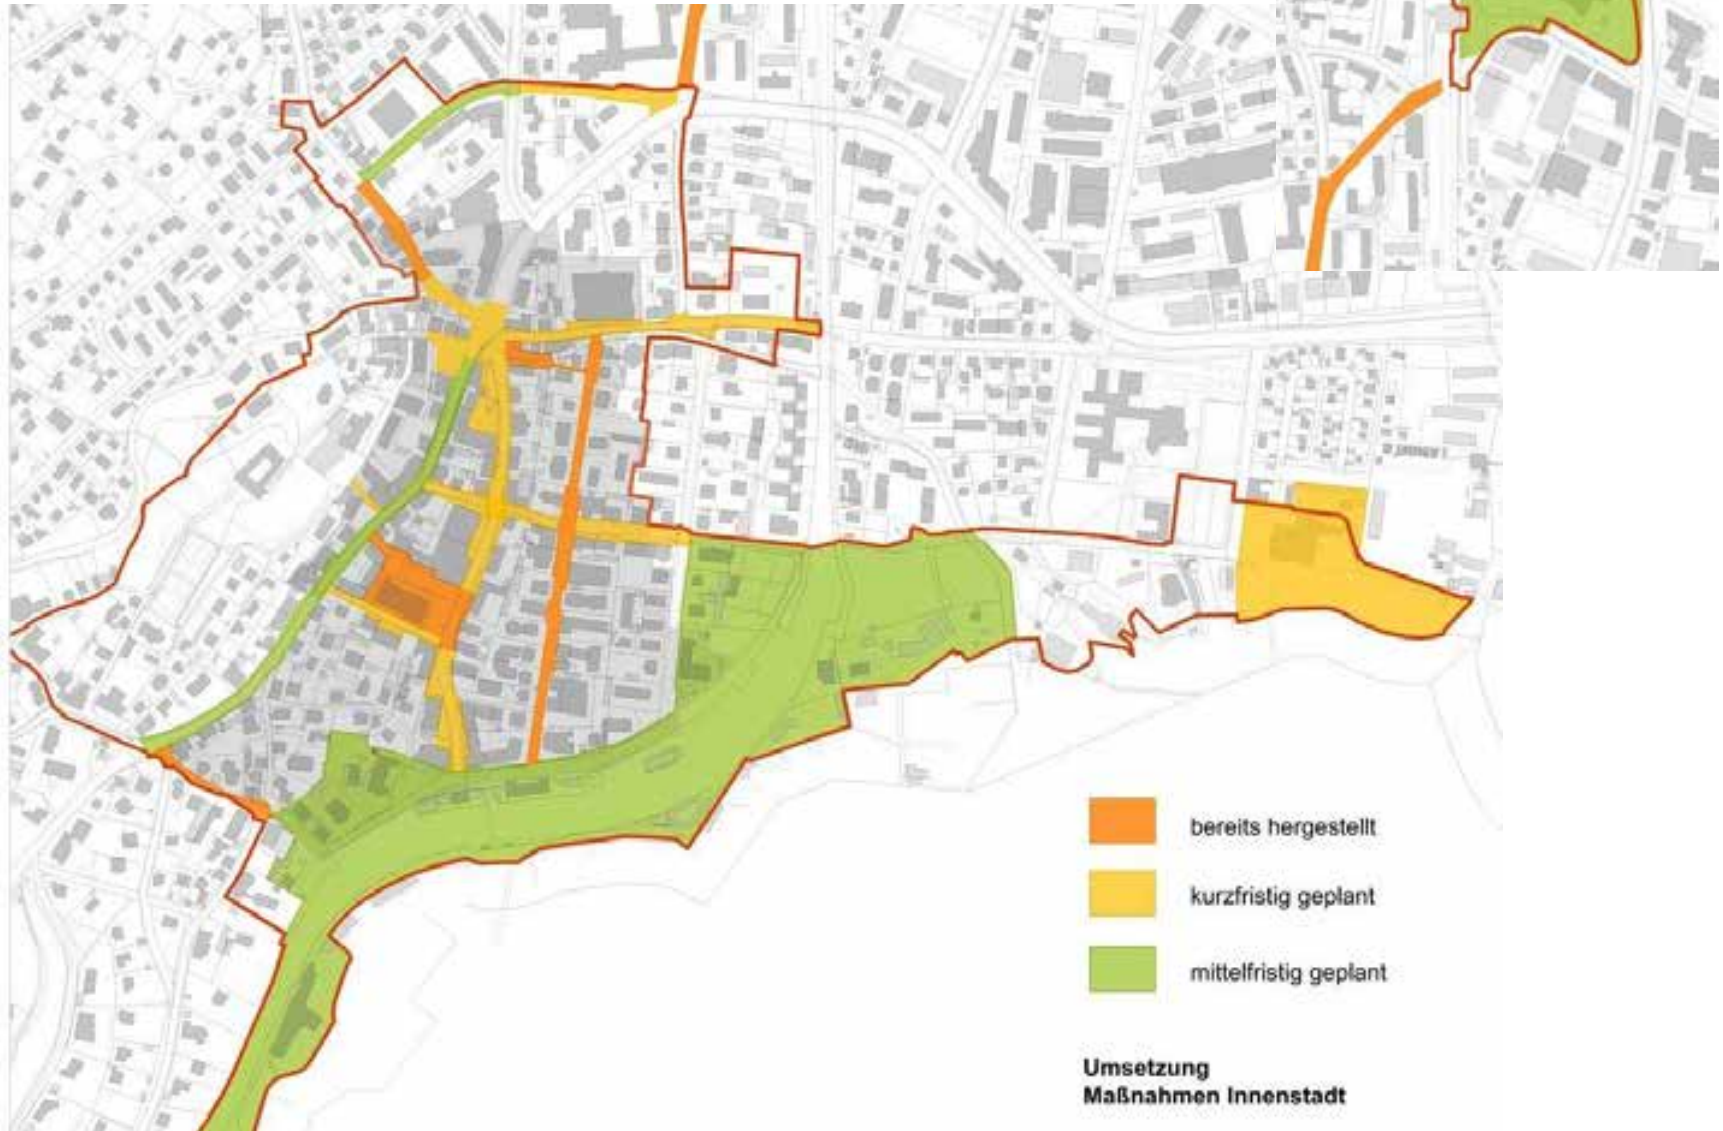 bereits hergestellt
kurzfristig geplant
mittelfristig geplant
Umsetzung
Maßnahmen Innenstadt